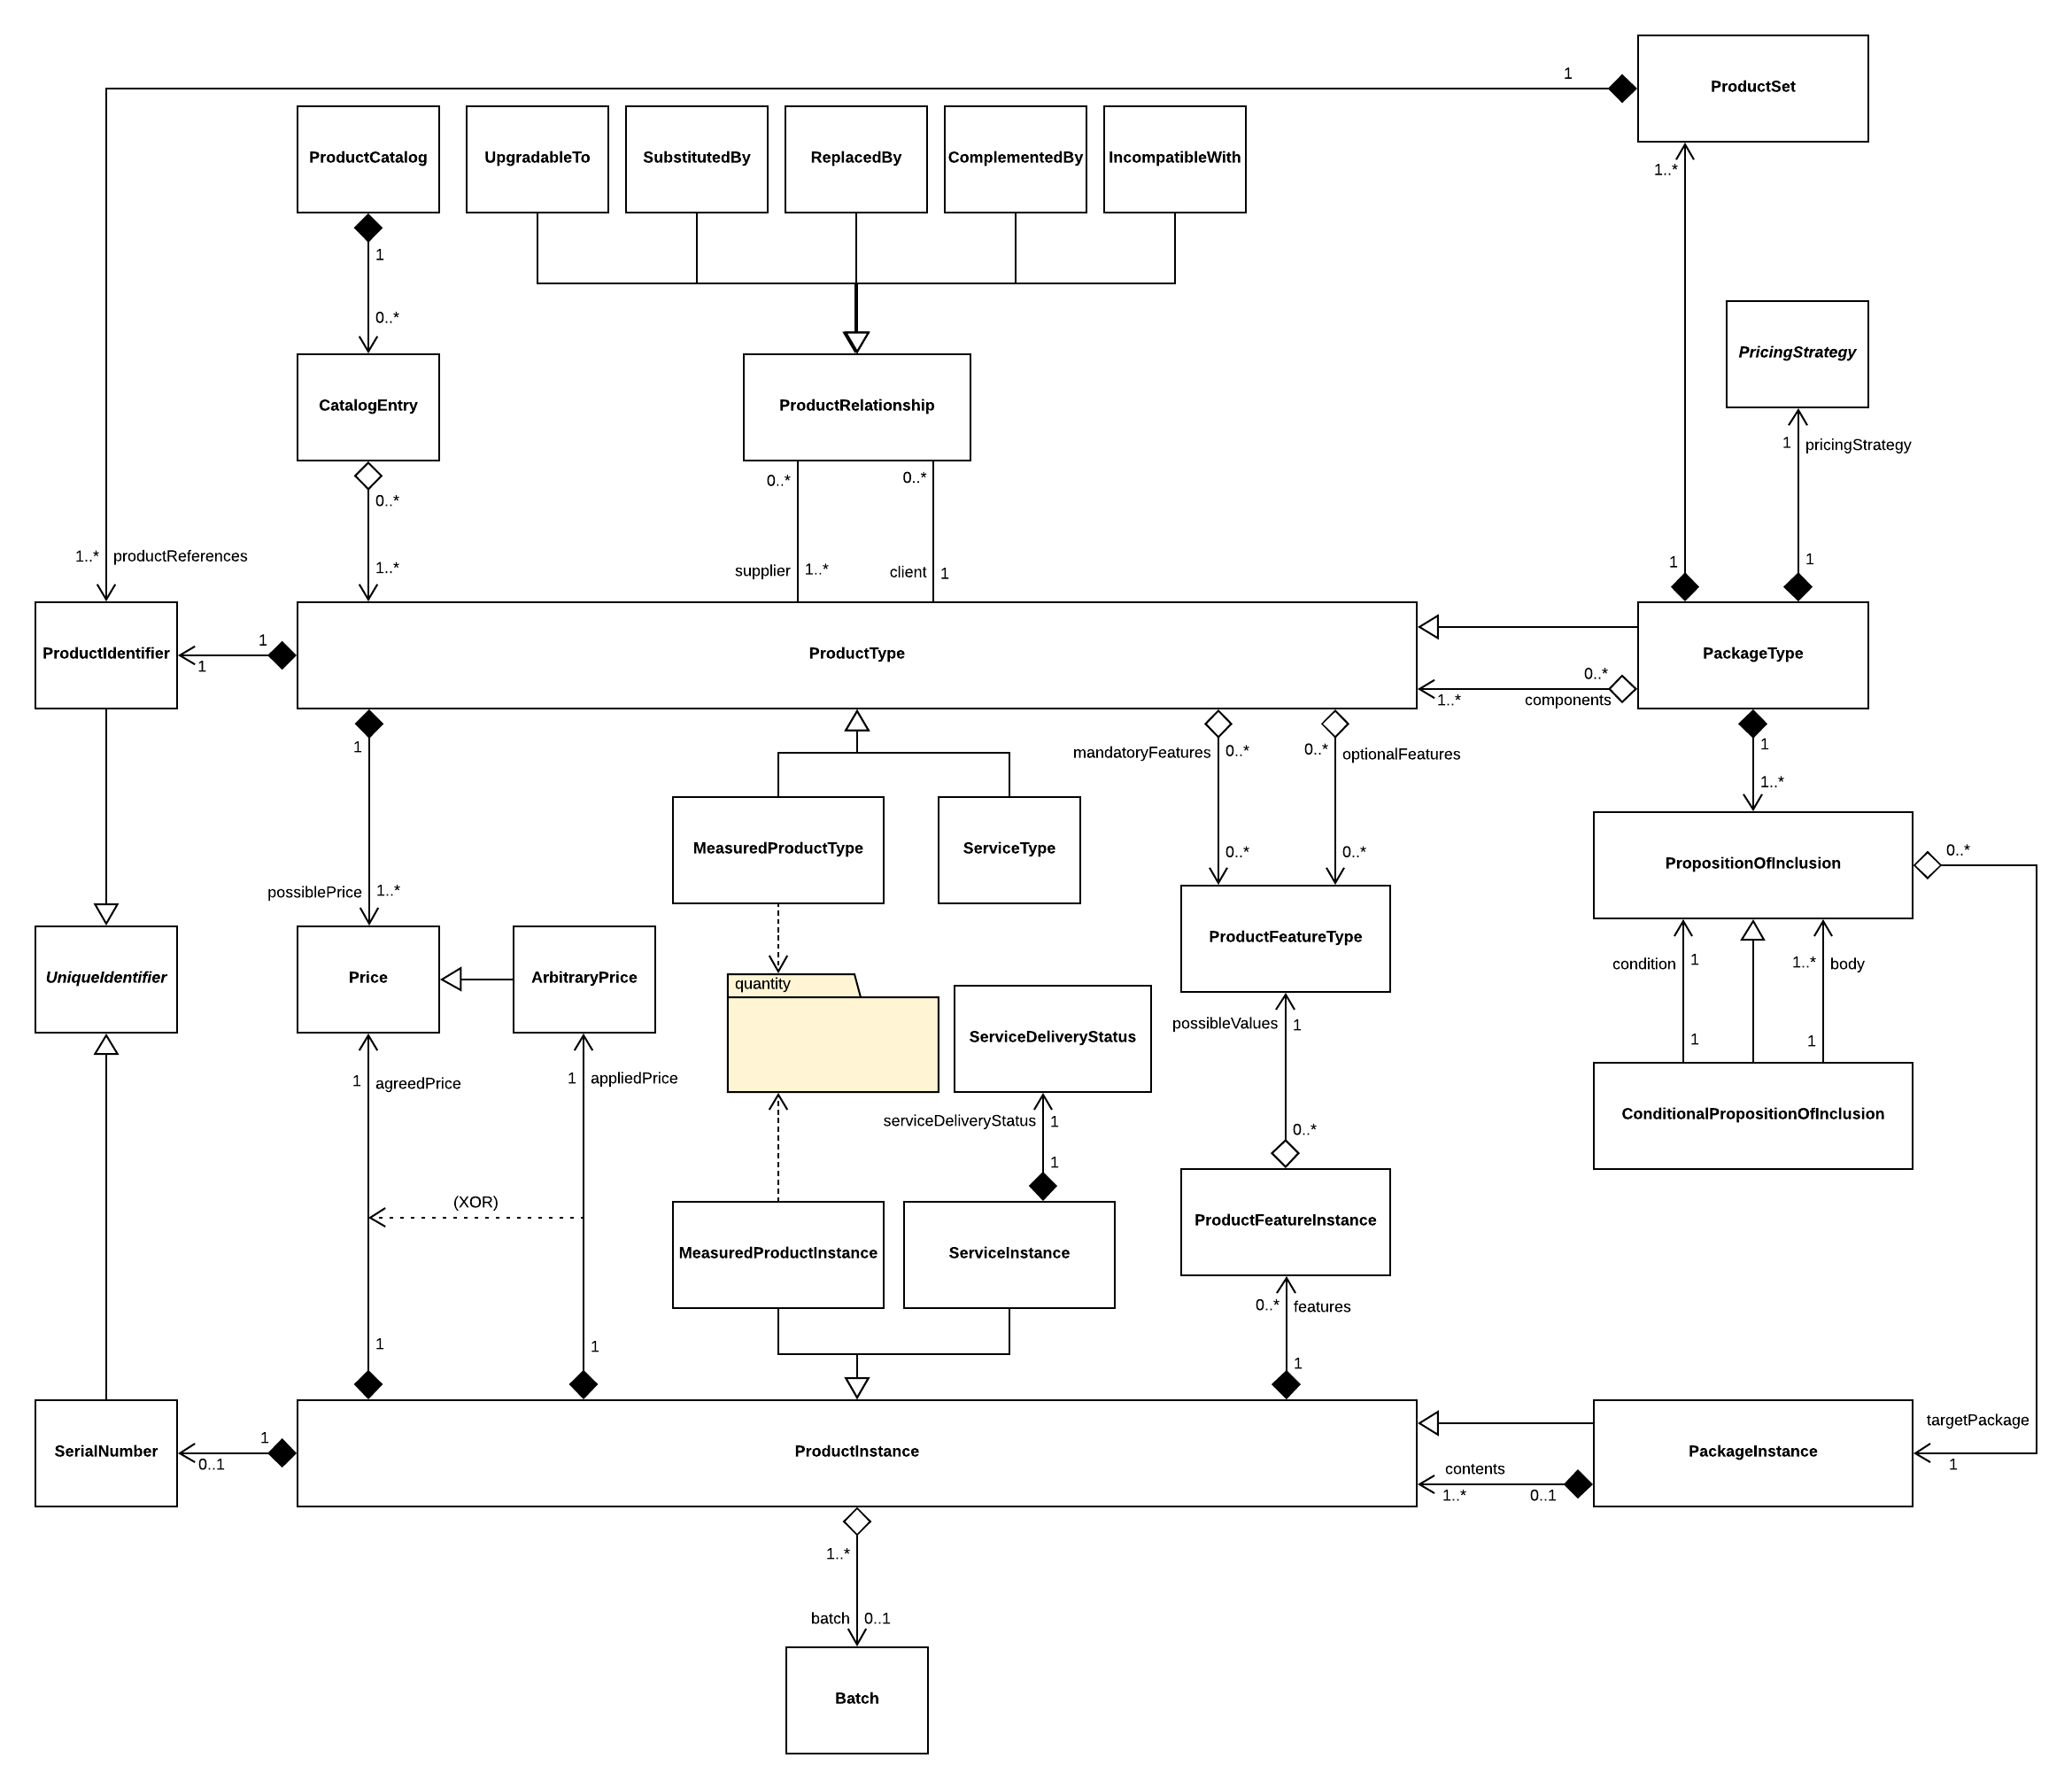 1
ProductSet
ProductCatalog
UpgradableTo
SubstitutedBy
ReplacedBy
ComplementedBy
IncompatibleWith
1..*
1
0..*
PricingStrategy
CatalogEntry
ProductRelationship
1
pricingStrategy
0..*
0..*
0..*
1..*
productReferences
1..*
supplier
1..*
client
1
1
1
ProductIdentifier
1
1
ProductType
PackageType
0..*
1..*
components
1
possiblePrice
1..*
mandatoryFeatures
0..*
0..*
optionalFeatures
1
1..*
MeasuredProductType
ServiceType
0..*
0..*
PropositionOfInclusion
0..*
UniqueIdentifier
Price
ArbitraryPrice
ProductFeatureType
quantity
condition
1
1..*
body
ServiceDeliveryStatus
possibleValues
1
1
1
1
agreedPrice
1
appliedPrice
serviceDeliveryStatus
1
1
0..*
ConditionalPropositionOfInclusion
(XOR)
MeasuredProductInstance
ServiceInstance
ProductFeatureInstance
0..*
features
1
1
1
SerialNumber
1
0..1
ProductInstance
PackageInstance
targetPackage
1
contents
1..*
0..1
1..*
batch
0..1
Batch